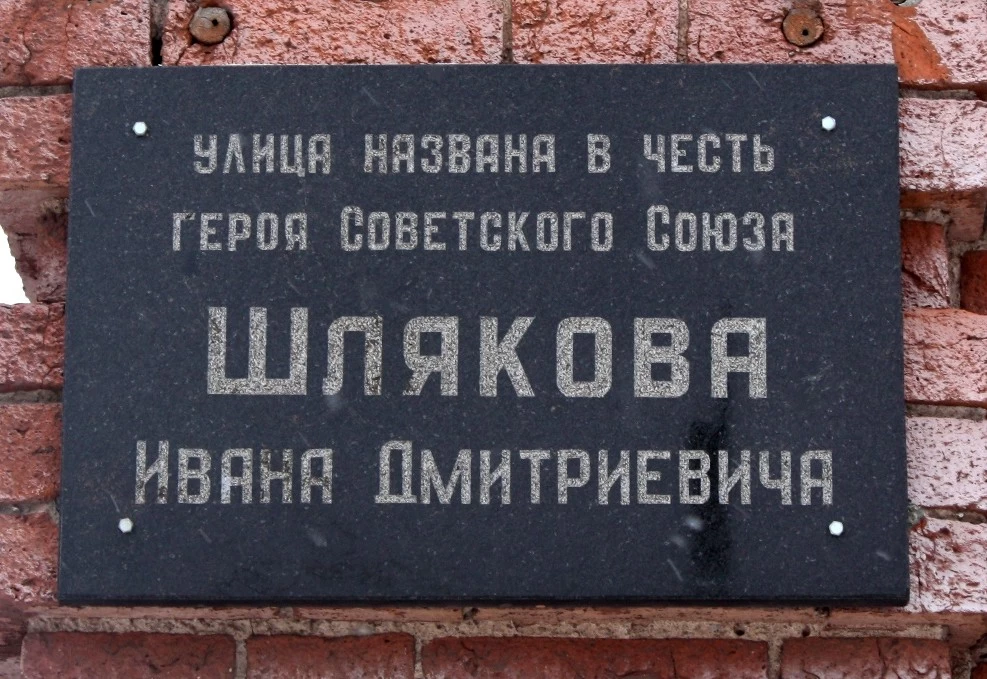 улица названа в честь
героя Советского Союза
Шлякова
Ивана Дмитриевича